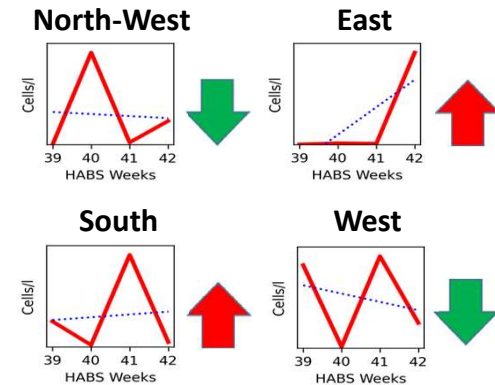 North-West
East
Cells/l
39 40 41 42
HABS Weeks
Cells/l
39 40 41 42
HABS Weeks
South
West
Cells/l
39 40 41 42
HABS Weeks
Cells/l
39 40 41 42
HABS Weeks